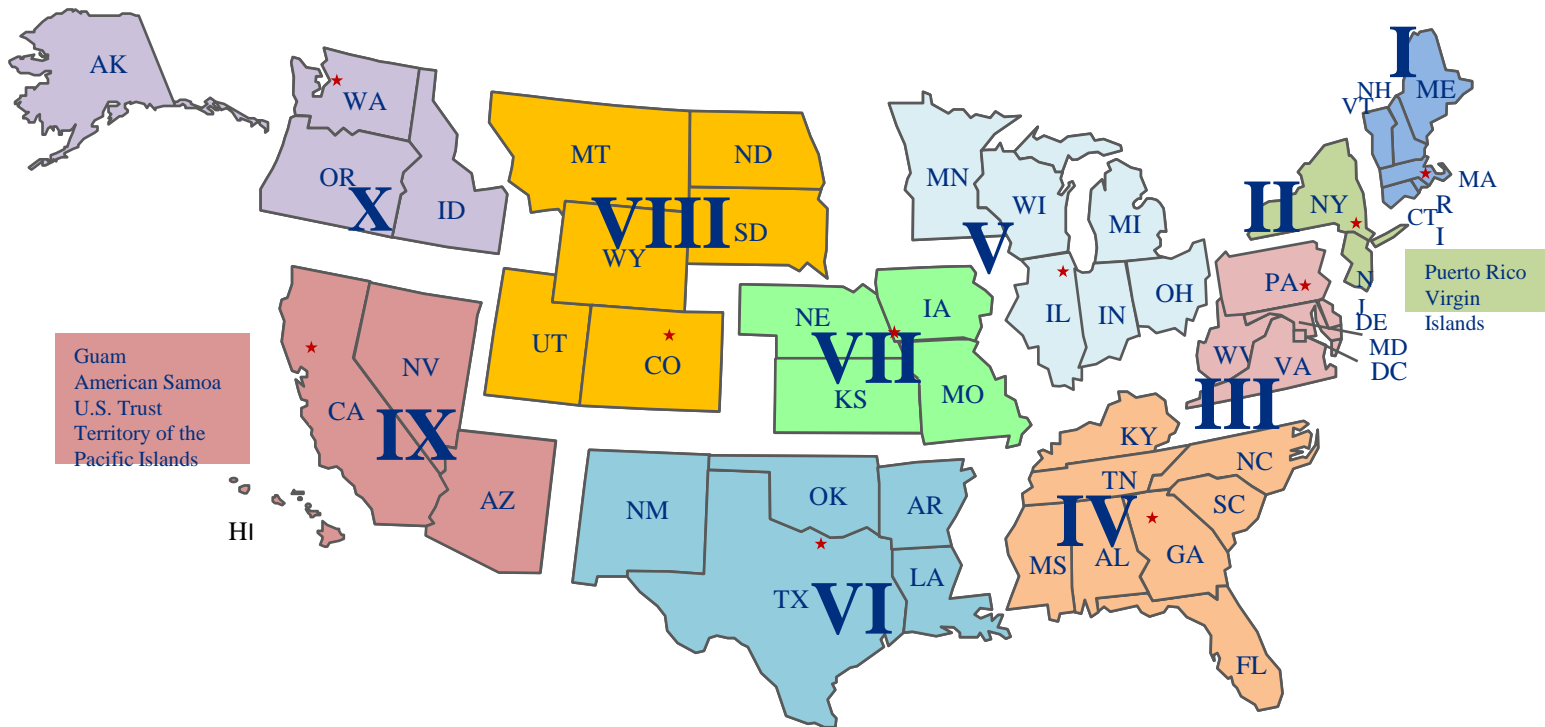 AK
WA
OR
X
ID
MT
ND
VIII
SD
WY
UT
CO
MN
WI
V
MI
IL
IN
OH
NE
IA
VII
KS
MO
I
NH
VT
ME
MA
R
I
CT
II
NY
N
J
Puerto Rico
Virgin
Islands
PA
DE
MD
DC
WV
VA
III
Guam
American Samoa
U.S. Trust
Territory of the
Pacific Islands
NV
CA
IX
AZ
HI
NM
OK
AR
TX
VI
LA
KY
TN
NC
SC
IV
MS
AL
GA
FL